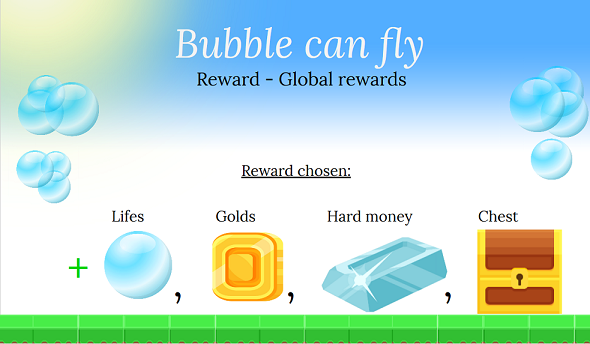 Bubble can fly
Reward - Global rewards
Reward chosen:
Lifes Golds Hard money Chest
+ , , ,